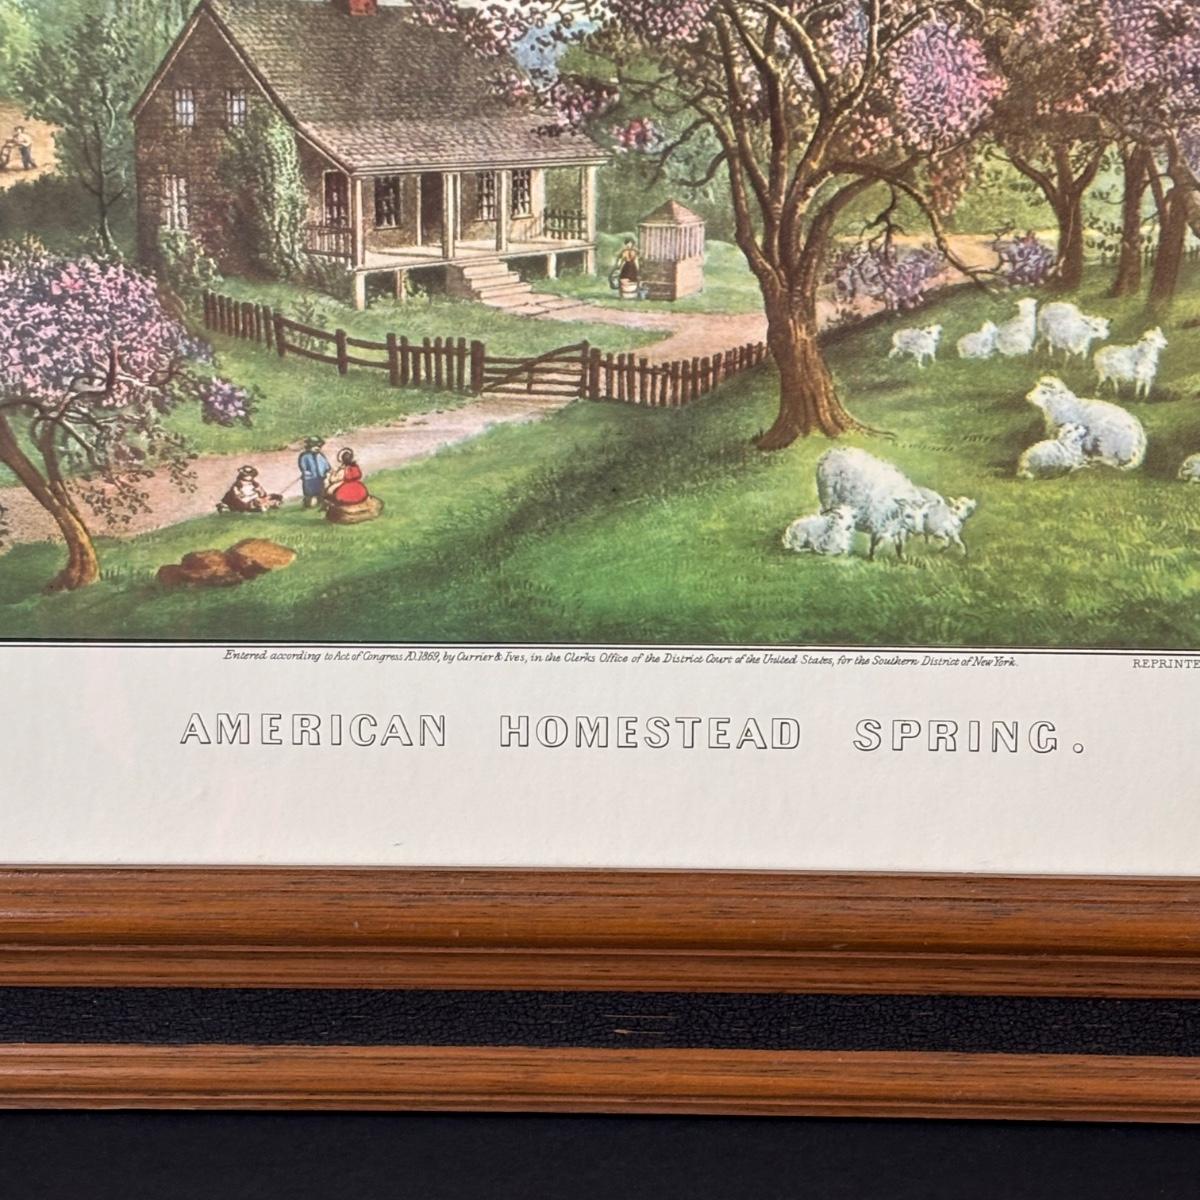 Entered according to Act of Congress A.D. 1869, by Currier & Ives, in the Clerks Office of the District Court of the United States, for the Southern District of New York.
REPRINTE
AMERICAN HOMESTEAD SPRING.